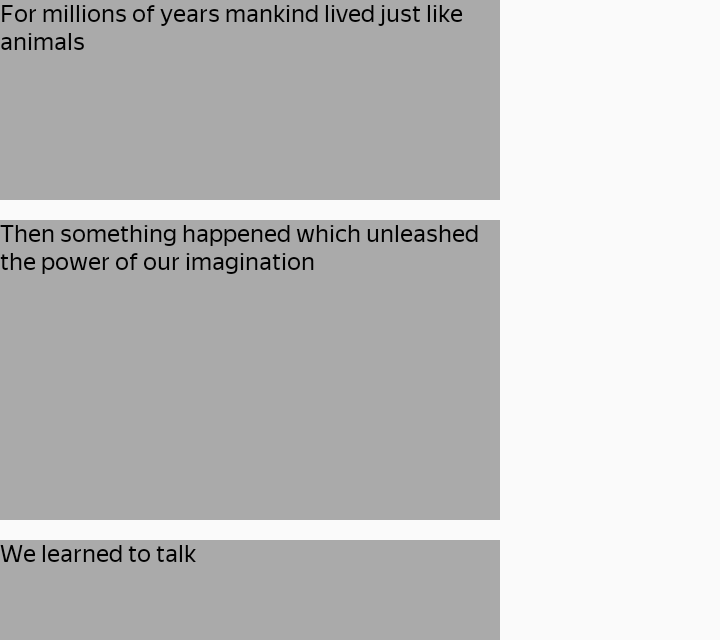 For millions of years mankind lived just like
animals
Then something happened which unleashed
the power of our imagination
We learned to talk